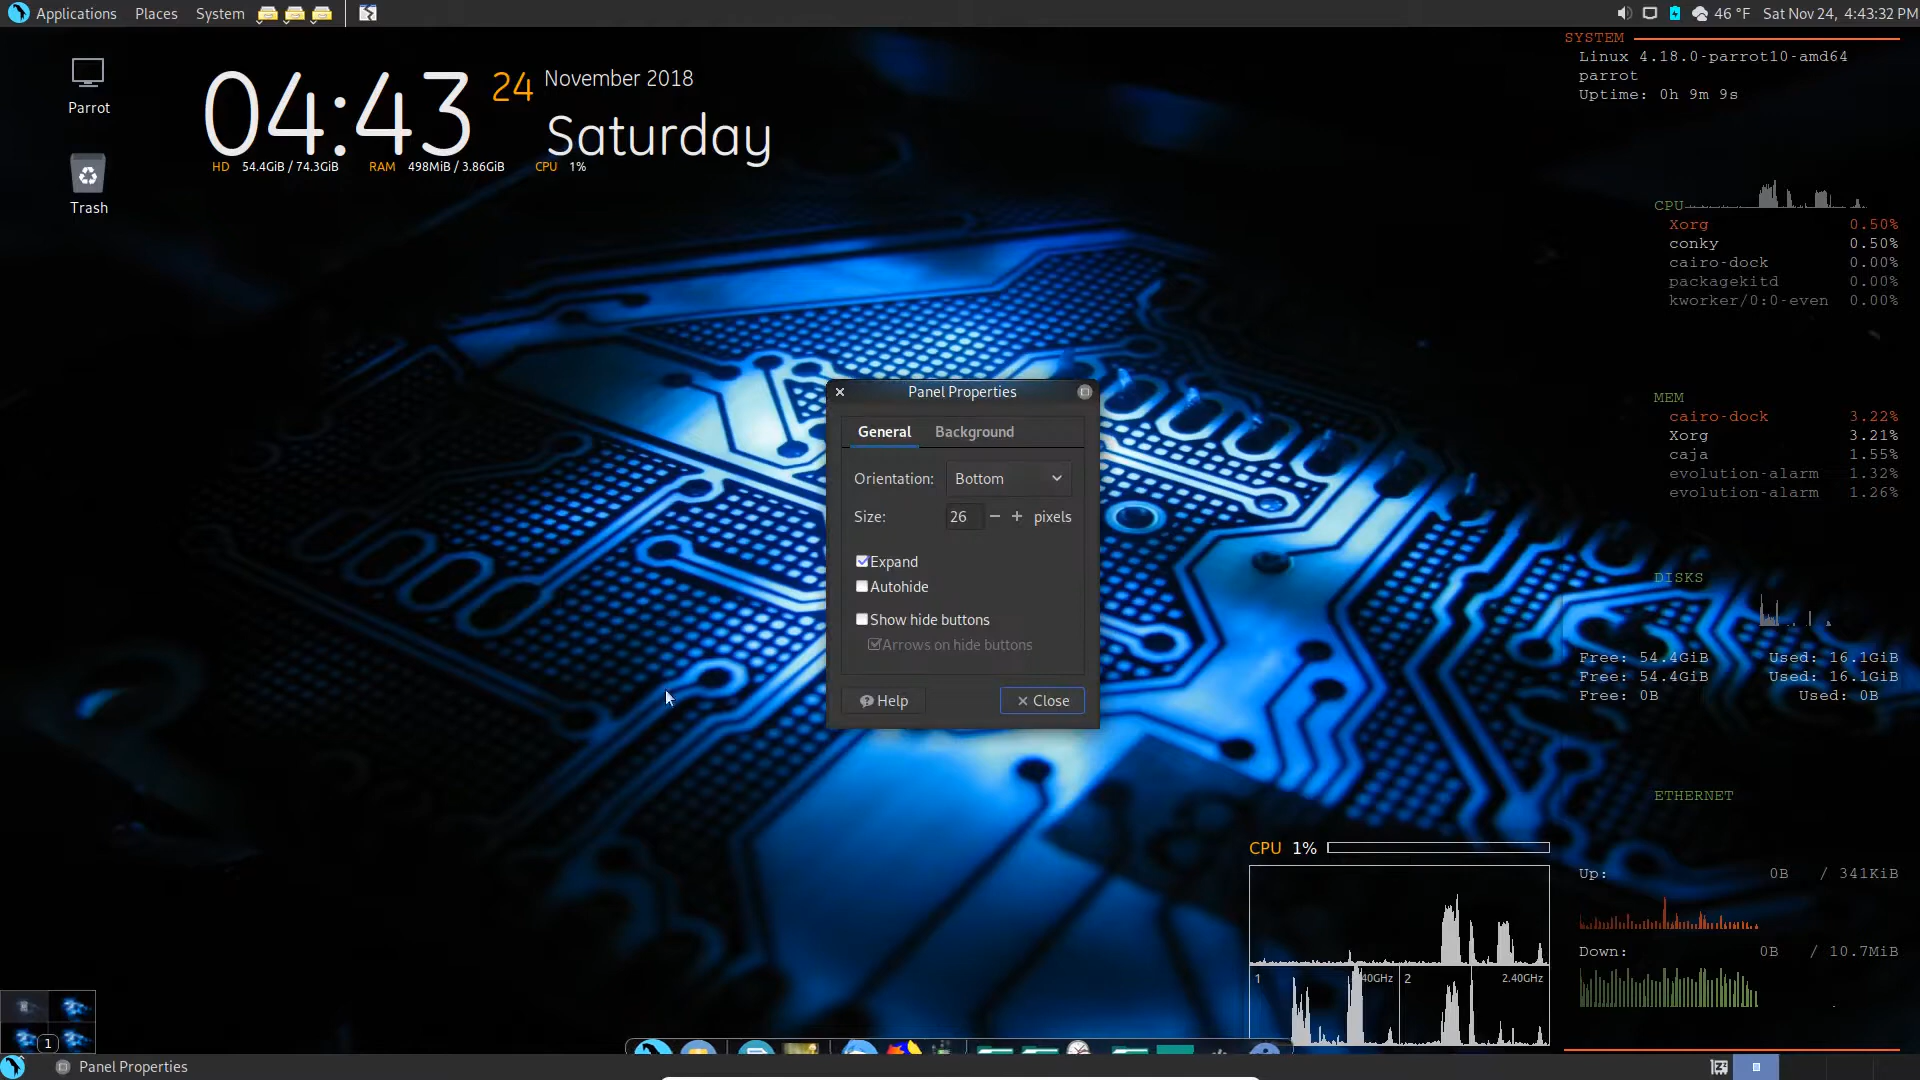 Applications Places System
46 °F Sat Nov 24, 4:43:32 PM
Parrot
Trash
04:43 24 November 2018
Saturday
HD 54.4GiB / 74.3GiB RAM 498MiB / 3.86GiB CPU 1%
SYSTEM
Linux 4.18.0-parrot10-amd64
parrot
Uptime: 0h 9m 9s
CPU
Xorg 0.50%
conky 0.50%
cairo-dock 0.00%
packagekitd 0.00%
kworker/0:0-even 0.00%
MEM
cairo-dock 3.22%
Xorg 3.21%
caja 1.55%
evolution-alarm 1.32%
evolution-alarm 1.26%
Panel Properties
General Background
Orientation: Bottom
Size: 26 pixels
Expand
Autohide
Show hide buttons
Arrows on hide buttons
Help Close
DISKS
Free: 54.4GiB Used: 16.1GiB
Free: 54.4GiB Used: 16.1GiB
Free: 0B Used: 0B
ETHERNET
Up: 0B / 341KiB
Down: 0B / 10.7MiB
CPU 1%
1 2 2.40GHz
1
Panel Properties